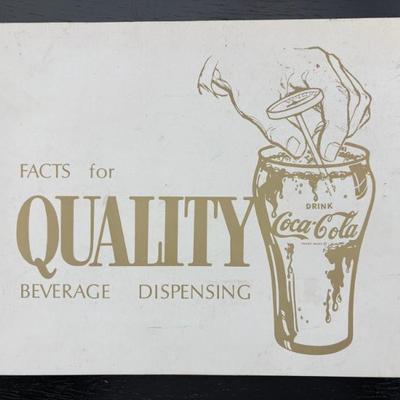 FACTS for
QUALITY
BEVERAGE DISPENSING
DRINK
Coca-Cola